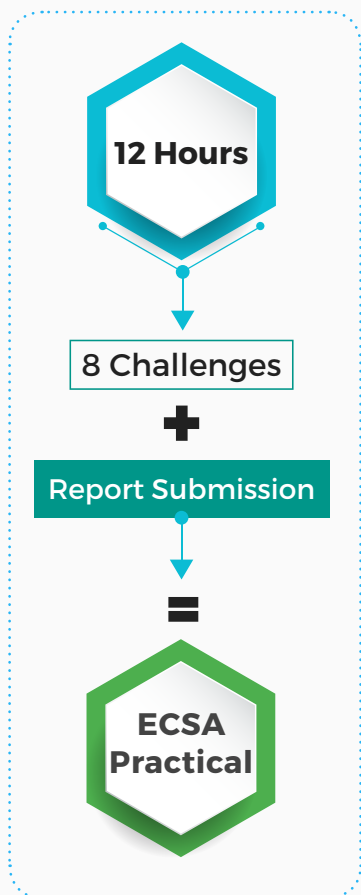 12 Hours
8 Challenges
+
Report Submission
=
ECSA
Practical